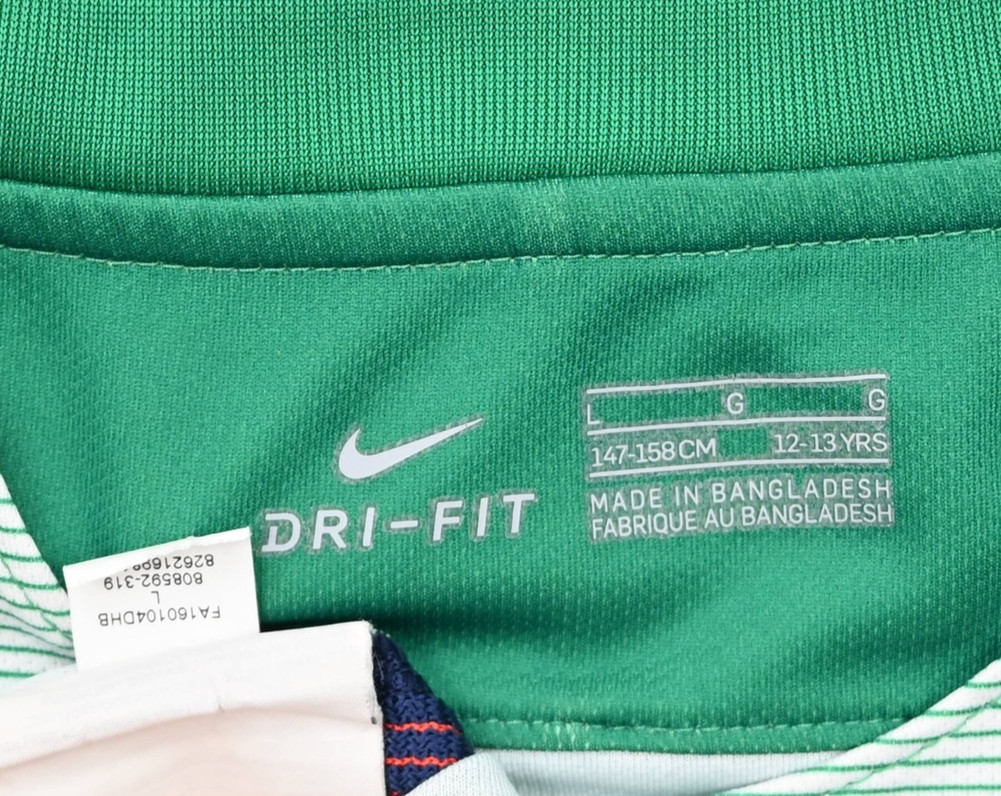 L G G
147-158 CM 12-13 YRS
MADE IN BANGLADESH
FABRIQUE AU BANGLADESH
DRI-FIT
FA160104DHB
L
808592-319